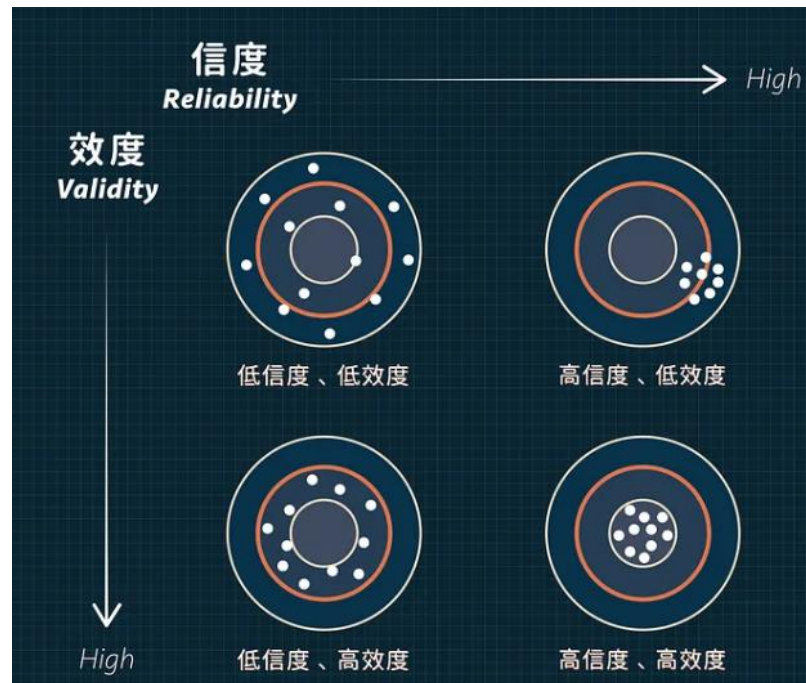 信度
Reliability
High
效度
Validity
低信度、低效度
高信度、低效度
低信度、高效度
高信度、高效度
High